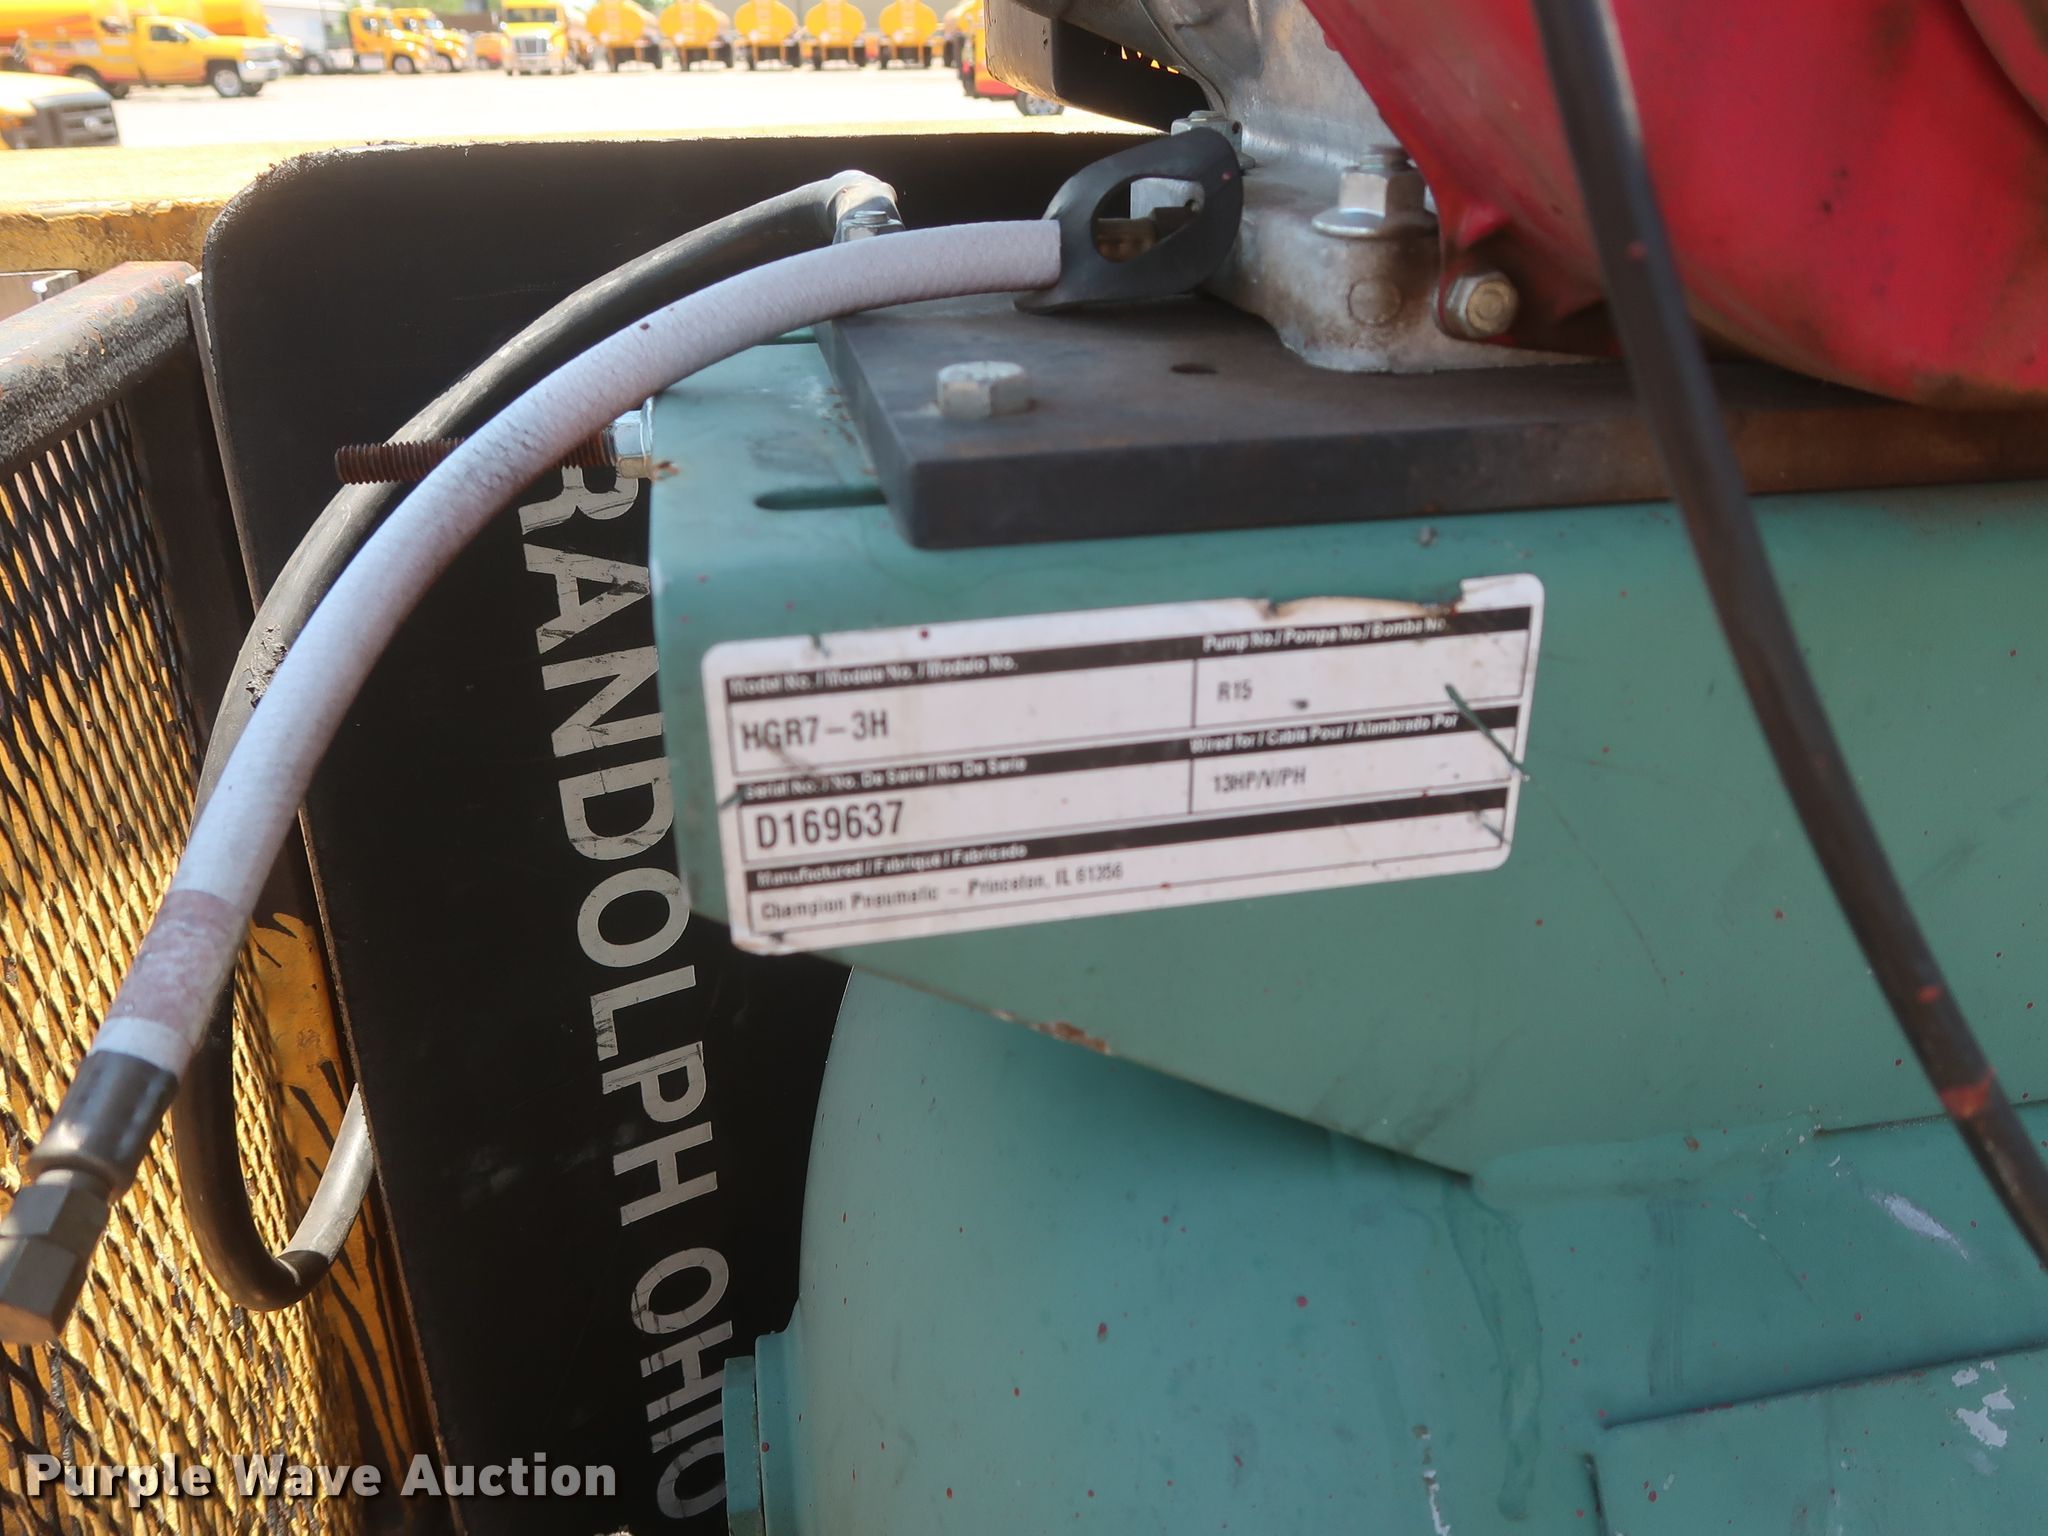 RANDOLPH OHIO
Model No. / Modele No. / Modelo No.
Pump No. / Pompe No. / Bomba No.
HGR7-3H
R15
Serial No. / No. De Serie / No De Serie
Wired for / Cable Pour / Alambrado Por
D169637
13HP/V/PH
Manufactured / Fabrique / Fabricado
Champion Pneumatic - Princeton, IL 61356
Purple Wave Auction